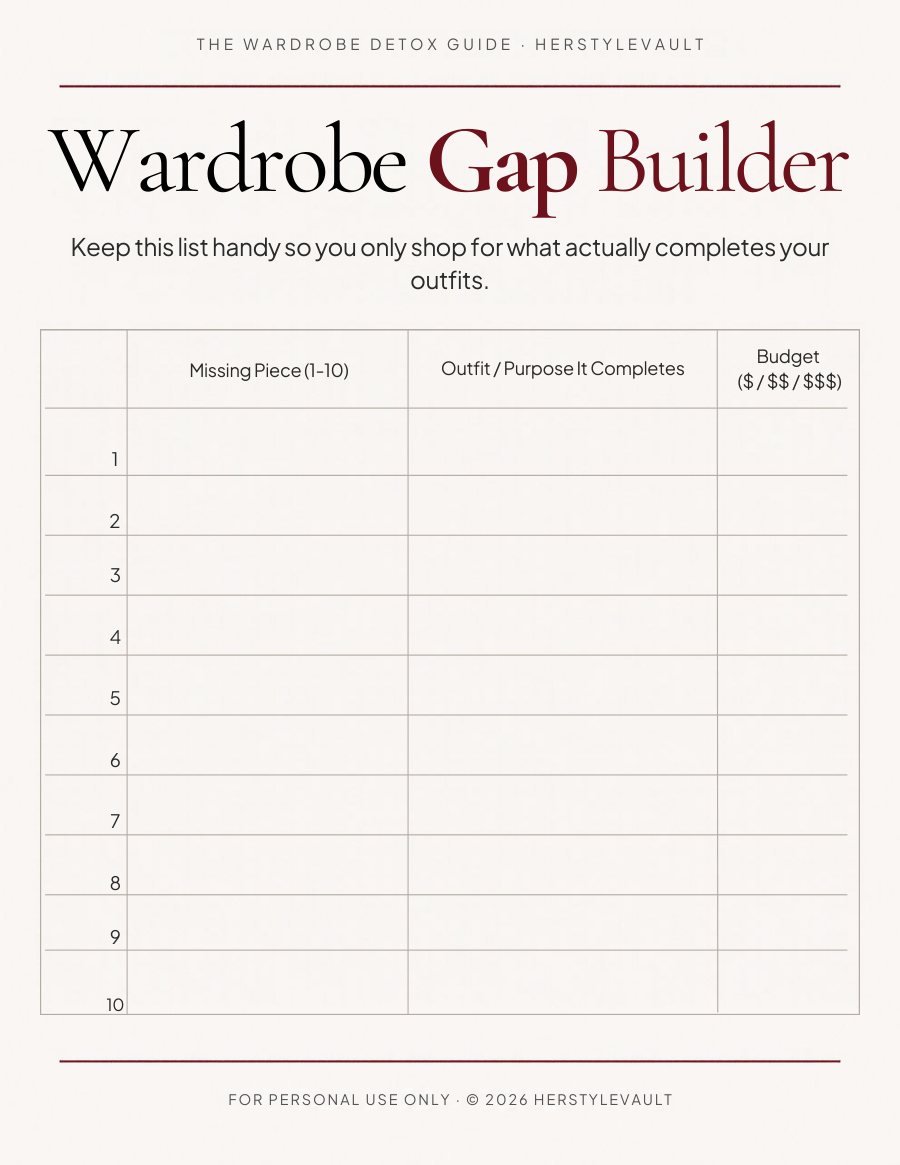 THE WARDROBE DETOX GUIDE · HERSTYLEVAULT
Wardrobe Gap Builder
Keep this list handy so you only shop for what actually completes your
outfits.
Missing Piece (1-10)
Outfit / Purpose It Completes
Budget
($ / $$ / $$$)
1
2
3
4
5
6
7
8
9
10
FOR PERSONAL USE ONLY · © 2026 HERSTYLEVAULT